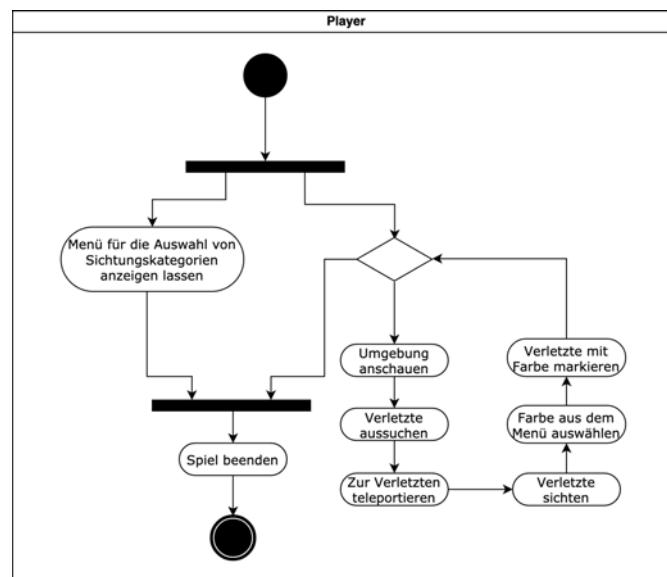 Player
Menü für die Auswahl von
Sichtungskategorien
anzeigen lassen
Umgebung
anschauen
Verletzte
aussuchen
Zur Verletzten
teleportieren
Verletzte
sichten
Farbe aus dem
Menü auswählen
Verletzte mit
Farbe markieren
Spiel beenden